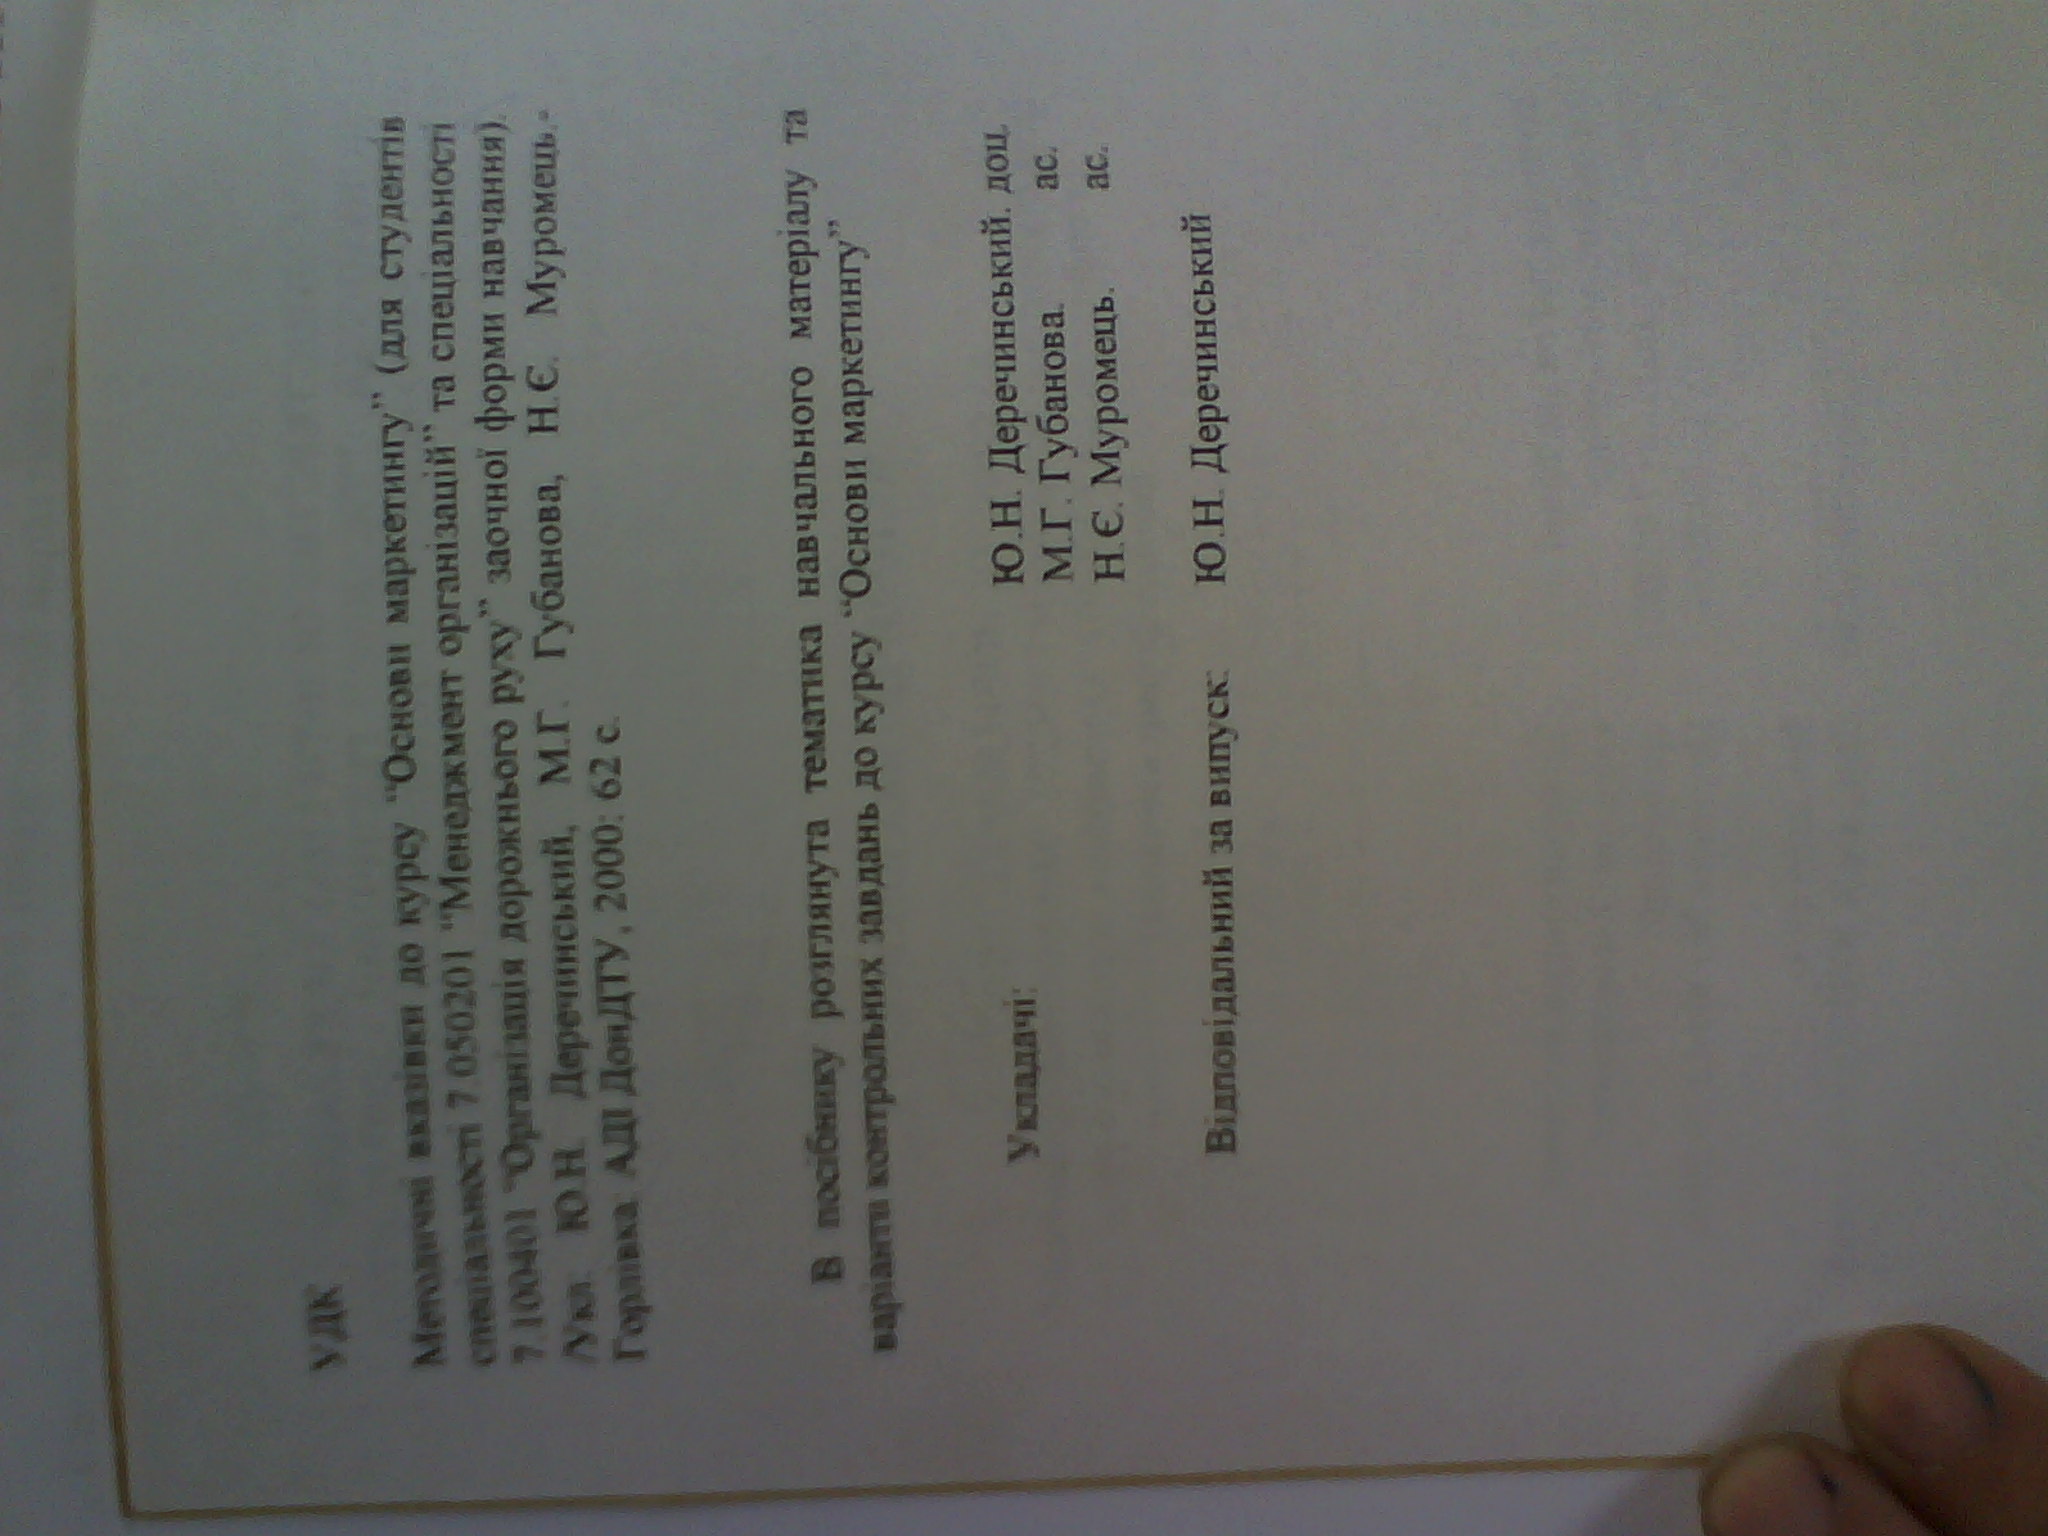 УДК
Методичні вказівки до курсу “Основи маркетингу” (для студентів
спеціальності 7.050201 “Менеджмент організацій” та спеціальності
7.100401 “Організація дорожнього руху” заочної форми навчання).
/Укл. Ю.Н. Деречинський, М.Г. Губанова, Н.Є. Муромець.-
Горлівка: АДІ ДонДТУ, 2000: 62 с.
В посібнику розглянута тематика навчального матеріалу та
варіанти контрольних завдань до курсу “Основи маркетингу”
Укладачі: Ю.Н. Деречинський. доц.
М.Г. Губанова. ас.
Н.Є. Муромець. ас.
Відповідальний за випуск: Ю.Н. Деречинський